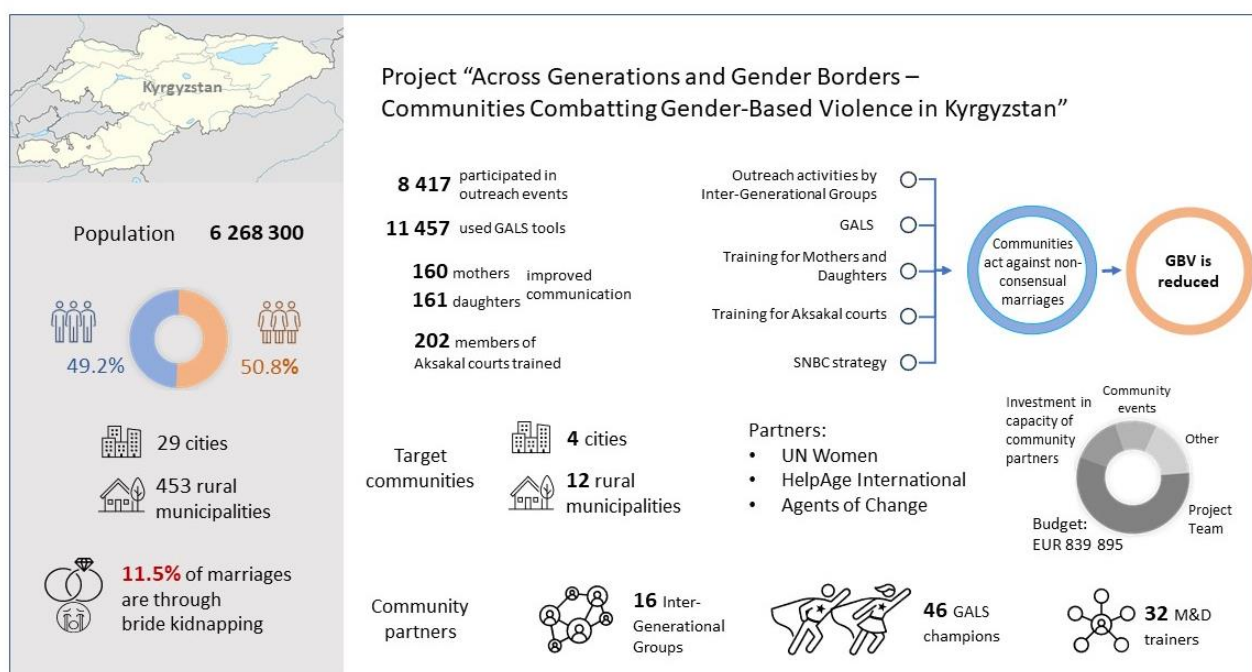 Kyrgyzstan
Population 6 268 300
49.2%
50.8%
29 cities
453 rural
municipalities
11.5% of marriages
are through
bride kidnapping
Project “Across Generations and Gender Borders –
Communities Combatting Gender-Based Violence in Kyrgyzstan”
8 417 participated in
outreach events
11 457 used GALS tools
160 mothers
161 daughters
improved
communication
202 members of
Aksakal courts trained
Outreach activities by
Inter-Generational Groups
GALS
Training for Mothers and
Daughters
Training for Aksakal courts
SNBC strategy
Communities
act against non-
consensual
marriages
GBV is
reduced
Target
communities
4 cities
12 rural
municipalities
Partners:
• UN Women
• HelpAge International
• Agents of Change
Investment in
capacity of
community
partners
Community
events
Other
Project
Team
Budget:
EUR 839 895
Community
partners
16 Inter-
Generational
Groups
46 GALS
champions
32 M&D
trainers